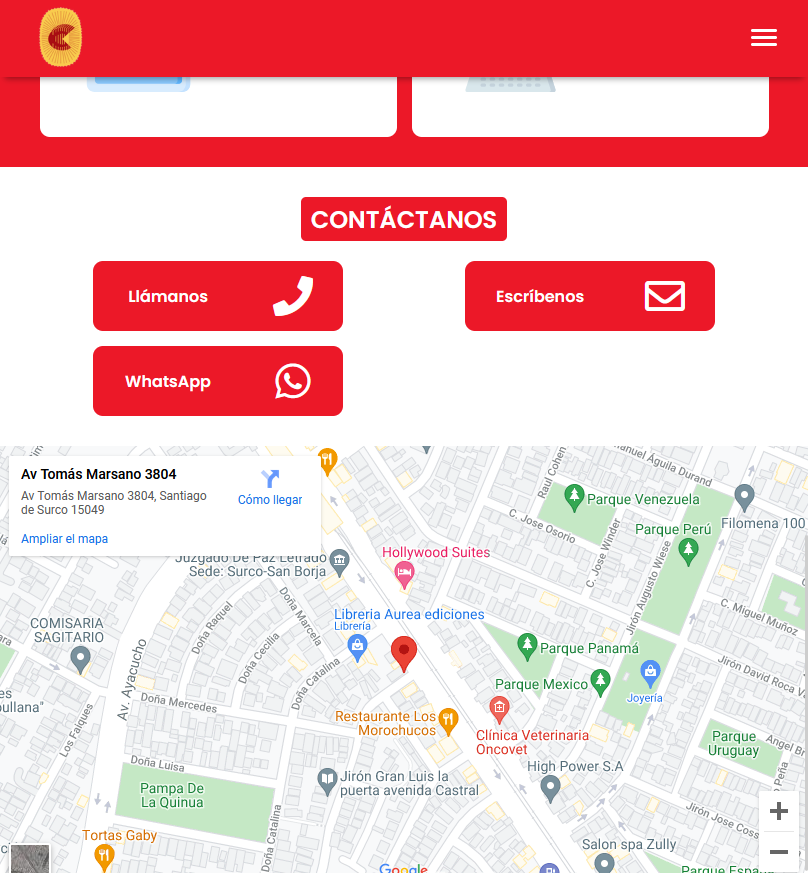 CONTÁCTANOS
Llámanos
Escríbenos
WhatsApp
Av Tomás Marsano 3804
Av Tomás Marsano 3804, Santiago
de Surco 15049
Cómo llegar
Ampliar el mapa
Manuel Águila Durand
Raul Cohen
Parque Venezuela
Filomena 100
C. Jose Osorio
C. Jose Winder
Parque Perú
Jirón Augusto Wiese
Hollywood Suites
Juzgado De Paz Letrado
Sede: Surco-San Borja
C. Miguel Muñoz
Libreria Aurea ediciones
Librería
COMISARIA
SAGITARIO
Doña Raquel
Doña Marcela
Doña Cecilia
Doña Catalina
Av. Ayacucho
Parque Panamá
Jirón David Roca V
Parque Mexico
Joyería
Doña Mercedes
Los Falques
Restaurante Los
Morochucos
Clínica Veterinaria
Oncovet
Parque
Uruguay
Peña
High Power S.A
Doña Luisa
Jirón Gran Luis la
puerta avenida Castral
Pampa De
La Quinua
Jirón Jose Cos
Doña Catalina
Tortas Gaby
Salon spa Zully
Google
Parque España